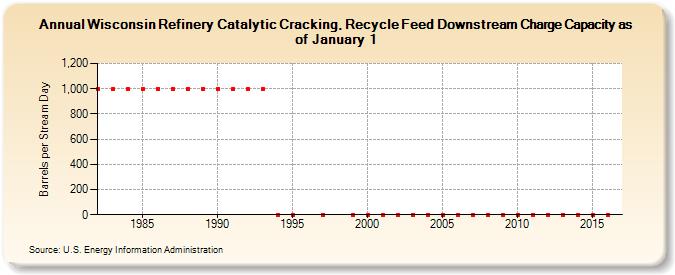 Annual Wisconsin Refinery Catalytic Cracking, Recycle Feed Downstream Charge Capacity as
of January 1
Barrels per Stream Day
1,200
1,000
800
600
400
200
0
1985 1990 1995 2000 2005 2010 2015
Source: U.S. Energy Information Administration